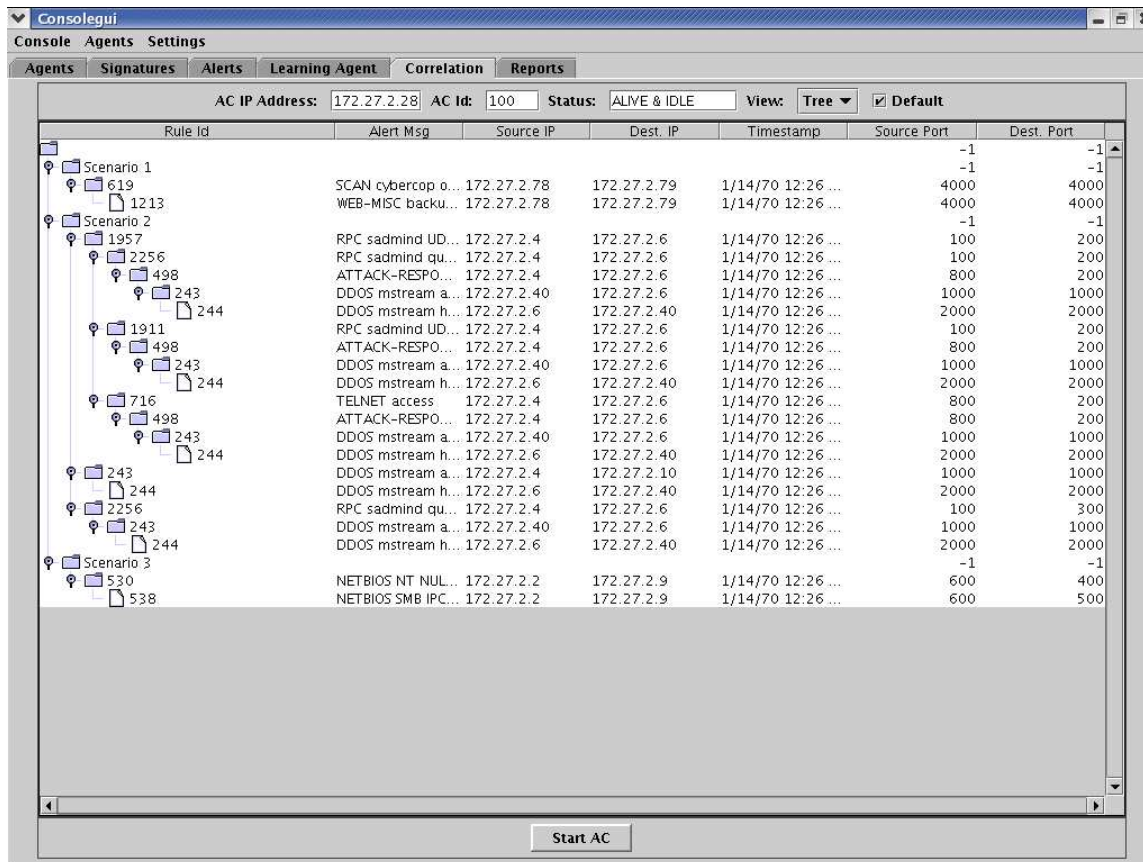 Consolegui
Console Agents Settings
Agents Signatures Alerts Learning Agent Correlation Reports
AC IP Address: 172.27.2.28 AC Id: 100 Status: ALIVE & IDLE View: Tree Default
Rule Id Alert Msg Source IP Dest. IP Timestamp Source Port Dest. Port
-1 -1
Scenario 1 -1 -1
619 SCAN cybercop o... 172.27.2.78 172.27.2.79 1/14/70 12:26 ... 4000 4000
1213 WEB-MISC backu... 172.27.2.78 172.27.2.79 1/14/70 12:26 ... 4000 4000
Scenario 2 -1 -1
1957 RPC sadmind UD... 172.27.2.4 172.27.2.6 1/14/70 12:26 ... 100 200
2256 RPC sadmind qu... 172.27.2.4 172.27.2.6 1/14/70 12:26 ... 100 200
498 ATTACK-RESPO... 172.27.2.4 172.27.2.6 1/14/70 12:26 ... 800 200
243 DDOS mstream a... 172.27.2.40 172.27.2.6 1/14/70 12:26 ... 1000 1000
244 DDOS mstream h... 172.27.2.6 172.27.2.40 1/14/70 12:26 ... 2000 2000
1911 RPC sadmind UD... 172.27.2.4 172.27.2.6 1/14/70 12:26 ... 100 200
498 ATTACK-RESPO... 172.27.2.4 172.27.2.6 1/14/70 12:26 ... 800 200
243 DDOS mstream a... 172.27.2.40 172.27.2.6 1/14/70 12:26 ... 1000 1000
244 DDOS mstream h... 172.27.2.6 172.27.2.40 1/14/70 12:26 ... 2000 2000
716 TELNET access 172.27.2.4 172.27.2.6 1/14/70 12:26 ... 800 200
498 ATTACK-RESPO... 172.27.2.4 172.27.2.6 1/14/70 12:26 ... 800 200
243 DDOS mstream a... 172.27.2.40 172.27.2.6 1/14/70 12:26 ... 1000 1000
244 DDOS mstream h... 172.27.2.6 172.27.2.40 1/14/70 12:26 ... 2000 2000
243 DDOS mstream a... 172.27.2.4 172.27.2.10 1/14/70 12:26 ... 1000 1000
244 DDOS mstream h... 172.27.2.6 172.27.2.40 1/14/70 12:26 ... 2000 2000
2256 RPC sadmind qu... 172.27.2.4 172.27.2.6 1/14/70 12:26 ... 100 300
243 DDOS mstream a... 172.27.2.40 172.27.2.6 1/14/70 12:26 ... 1000 1000
244 DDOS mstream h... 172.27.2.6 172.27.2.40 1/14/70 12:26 ... 2000 2000
Scenario 3 -1 -1
530 NETBIOS NT NUL... 172.27.2.2 172.27.2.9 1/14/70 12:26 ... 600 400
538 NETBIOS SMB IPC... 172.27.2.2 172.27.2.9 1/14/70 12:26 ... 600 500
Start AC